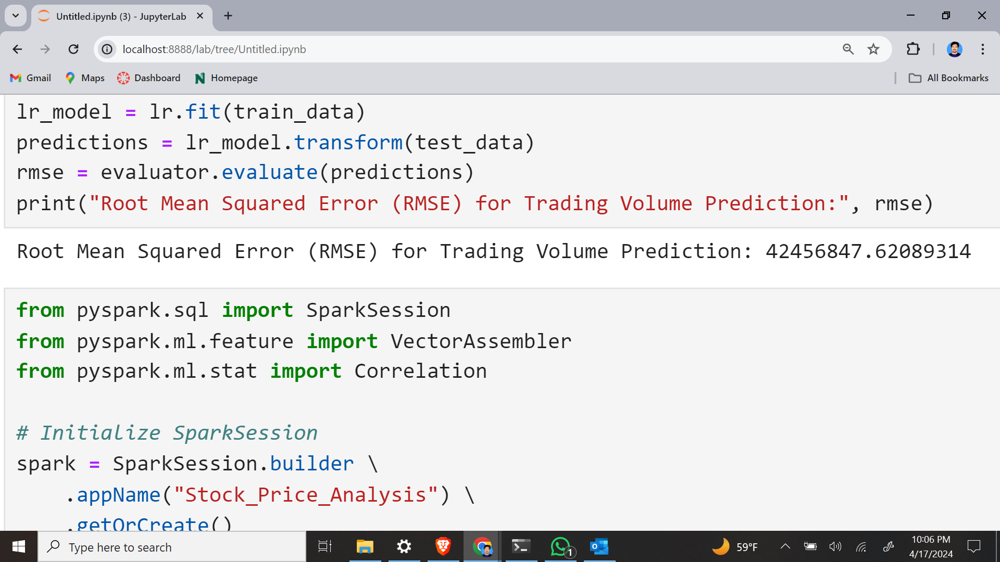 Untitled.ipynb (3) - JupyterLab
localhost:8888/lab/tree/Untitled.ipynb
Gmail Maps Dashboard Homepage All Bookmarks
lr_model = lr.fit(train_data)
predictions = lr_model.transform(test_data)
rmse = evaluator.evaluate(predictions)
print("Root Mean Squared Error (RMSE) for Trading Volume Prediction:", rmse)
Root Mean Squared Error (RMSE) for Trading Volume Prediction: 42456847.62089314
from pyspark.sql import SparkSession
from pyspark.ml.feature import VectorAssembler
from pyspark.ml.stat import Correlation
# Initialize SparkSession
spark = SparkSession.builder \
.appName("Stock_Price_Analysis") \
.getOrCreate()
Type here to search
1
59°F
10:06 PM
4/17/2024